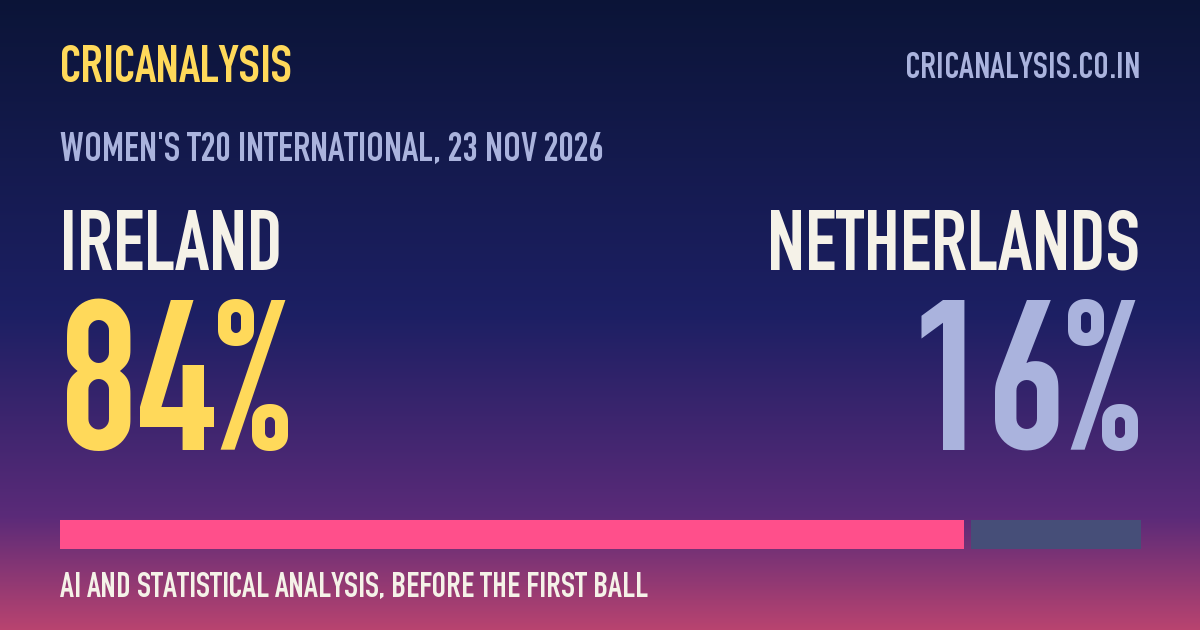 CRICANALYSIS
CRICANALYSIS.CO.IN
WOMEN'S T20 INTERNATIONAL, 23 NOV 2026
IRELAND
NETHERLANDS
84%
16%
AI AND STATISTICAL ANALYSIS, BEFORE THE FIRST BALL